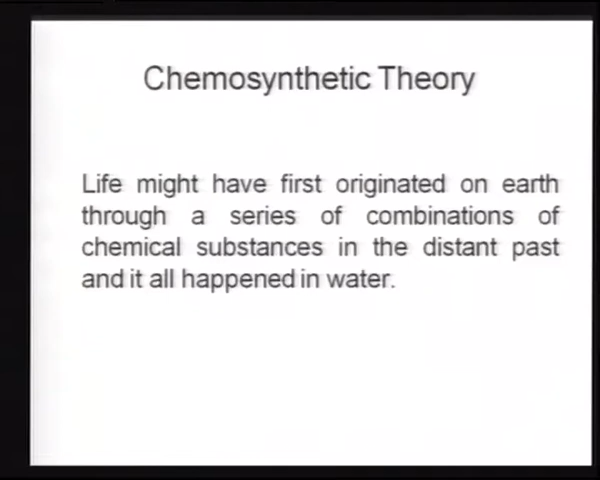 Chemosynthetic Theory
Life might have first originated on earth
through a series of combinations of
chemical substances in the distant past
and it all happened in water.